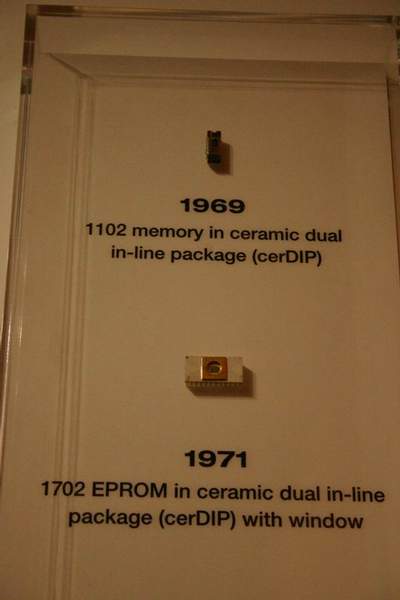 1969
1102 memory in ceramic dual
in-line package (cerDIP)
1971
1702 EPROM in ceramic dual in-line
package (cerDIP) with window